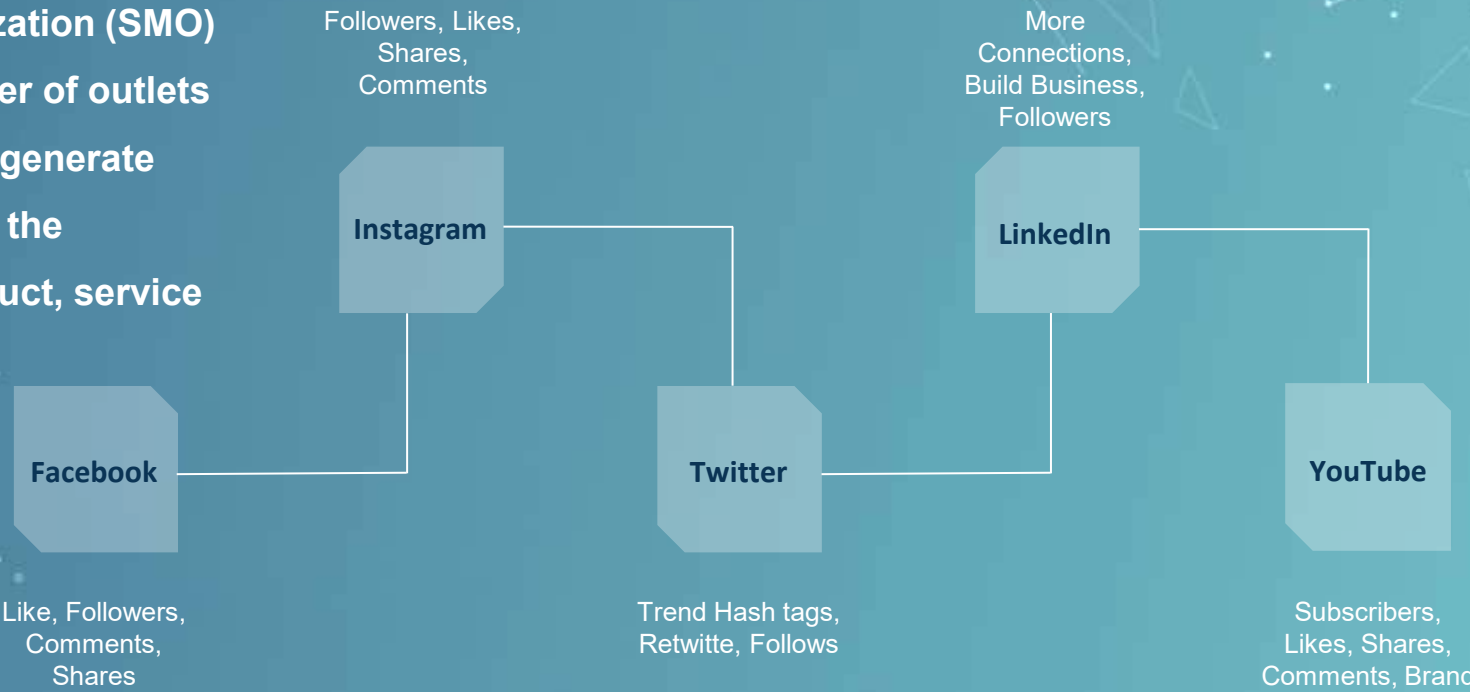 zation (SMO)
er of outlets
generate
the
uct, service
Followers, Likes,
Shares,
Comments
More
Connections,
Build Business,
Followers
Instagram
LinkedIn
Facebook
Twitter
YouTube
Like, Followers,
Comments,
Shares
Trend Hash tags,
Retwitte, Follows
Subscribers,
Likes, Shares,
Comments, Brand